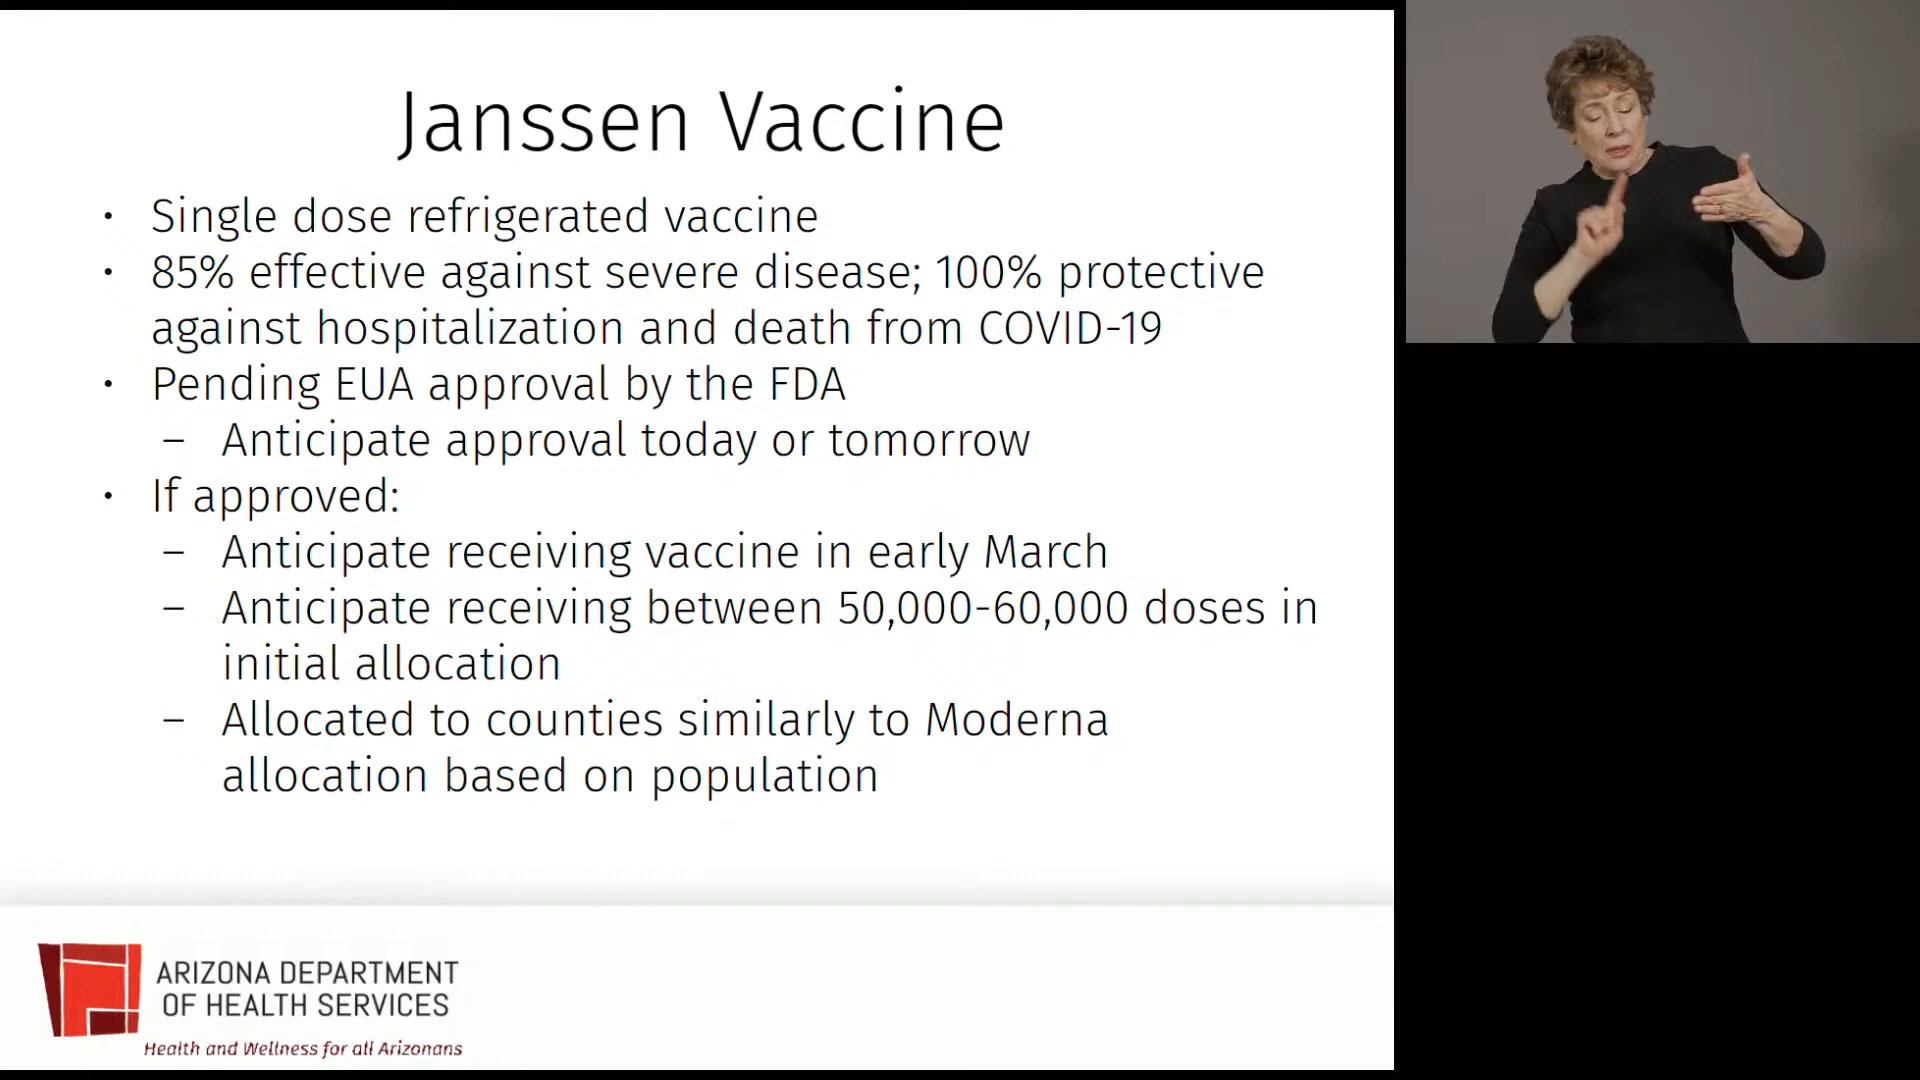 Janssen Vaccine
• Single dose refrigerated vaccine
• 85% effective against severe disease; 100% protective
against hospitalization and death from COVID-19
• Pending EUA approval by the FDA
– Anticipate approval today or tomorrow
• If approved:
– Anticipate receiving vaccine in early March
– Anticipate receiving between 50,000-60,000 doses in
initial allocation
– Allocated to counties similarly to Moderna
allocation based on population
ARIZONA DEPARTMENT
OF HEALTH SERVICES
Health and Wellness for all Arizonans